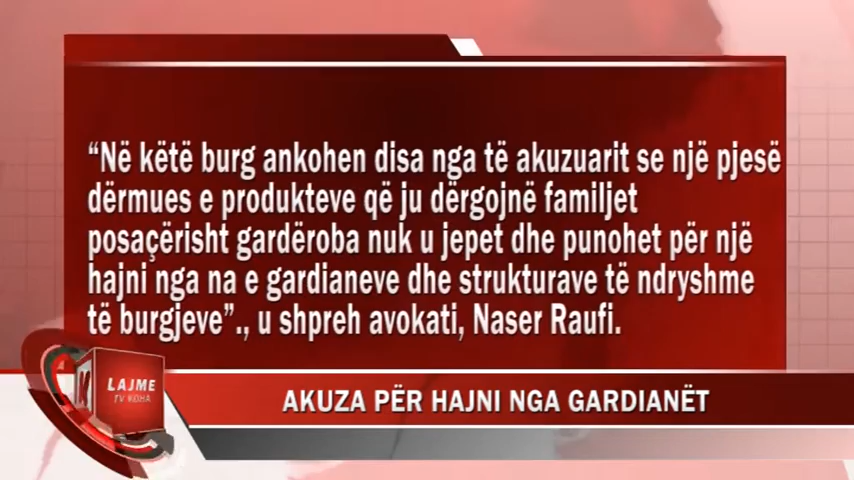 “Në këtë burg ankohen disa nga të akuzuarit se një pjesë
dërmues e produkteve që ju dërgojnë familjet
posaçërisht gardëroba nuk u jepet dhe punohet për një
hajni nga na e gardianeve dhe strukturave të ndryshme
të burgjeve”., u shpreh avokati, Naser Raufi.
K
LAJME
TV KOHA
AKUZA PËR HAJNI NGA GARDIANËT